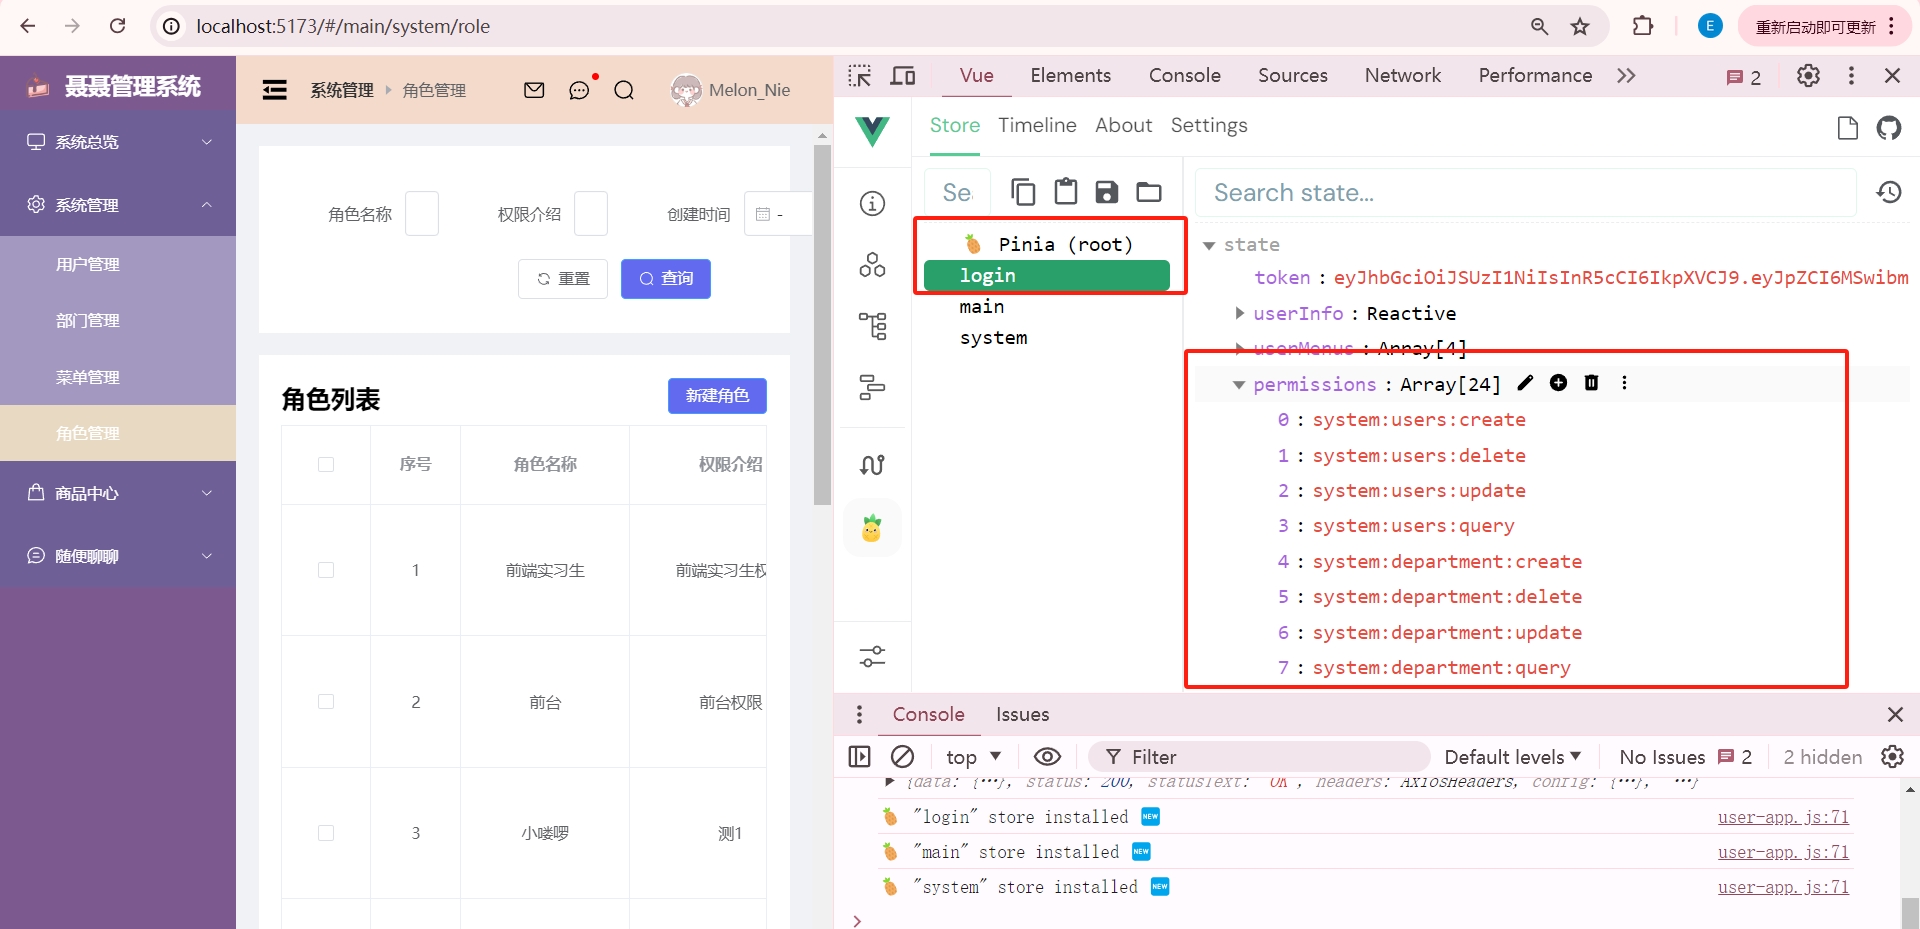 localhost:5173/#/main/system/role
E
重新启动即可更新
聂聂管理系统
系统总览
系统管理
用户管理
部门管理
菜单管理
角色管理
商品中心
随便聊聊
系统管理
角色管理
Melon_Nie
角色名称
权限介绍
创建时间
-
重置
查询
角色列表
新建角色
序号 角色名称 权限介绍
1 前端实习生 前端实习生权
2 前台 前台权限
3 小喽啰 测1
Vue Elements Console Sources Network Performance 2
Store Timeline About Settings
Se.
Search state...
Pinia (root)
login
main
system
state
token : eyJhbGciOiJSUzI1NiIsInR5cCI6IkpXVCJ9.eyJpZCI6MSwibm
userInfo : Reactive
userMenus : Array[4]
permissions : Array[24]
0 : system:users:create
1 : system:users:delete
2 : system:users:update
3 : system:users:query
4 : system:department:create
5 : system:department:delete
6 : system:department:update
7 : system:department:query
Console Issues
top Filter Default levels No Issues 2 2 hidden
{data: {…}, status: 200, statusText: "OK", headers: AxiosHeaders, config: {…}, …}
"login" store installed NEW user-app.js:71
"main" store installed NEW user-app.js:71
"system" store installed NEW user-app.js:71